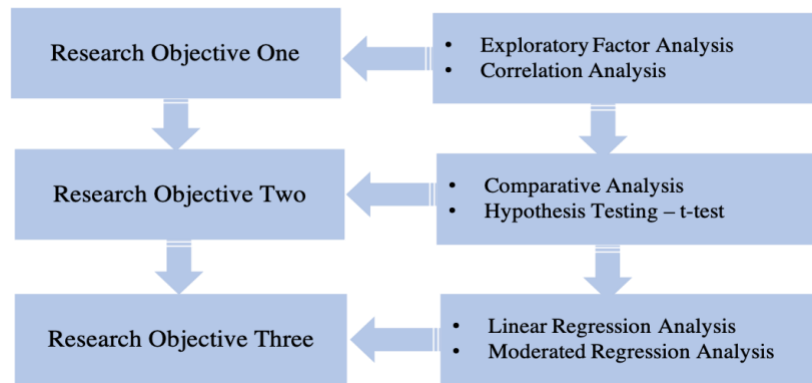 Research Objective One
• Exploratory Factor Analysis
• Correlation Analysis
Research Objective Two
• Comparative Analysis
• Hypothesis Testing – t-test
Research Objective Three
• Linear Regression Analysis
• Moderated Regression Analysis